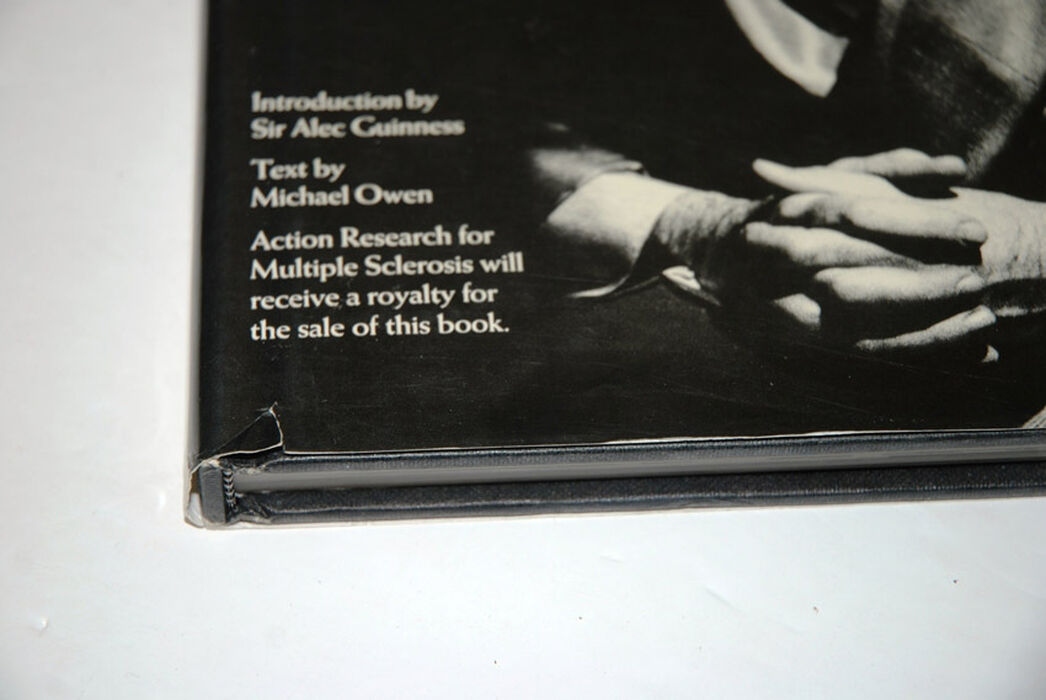 Introduction by
Sir Alec Guinness
Text by
Michael Owen
Action Research for
Multiple Sclerosis will
receive a royalty for
the sale of this book.